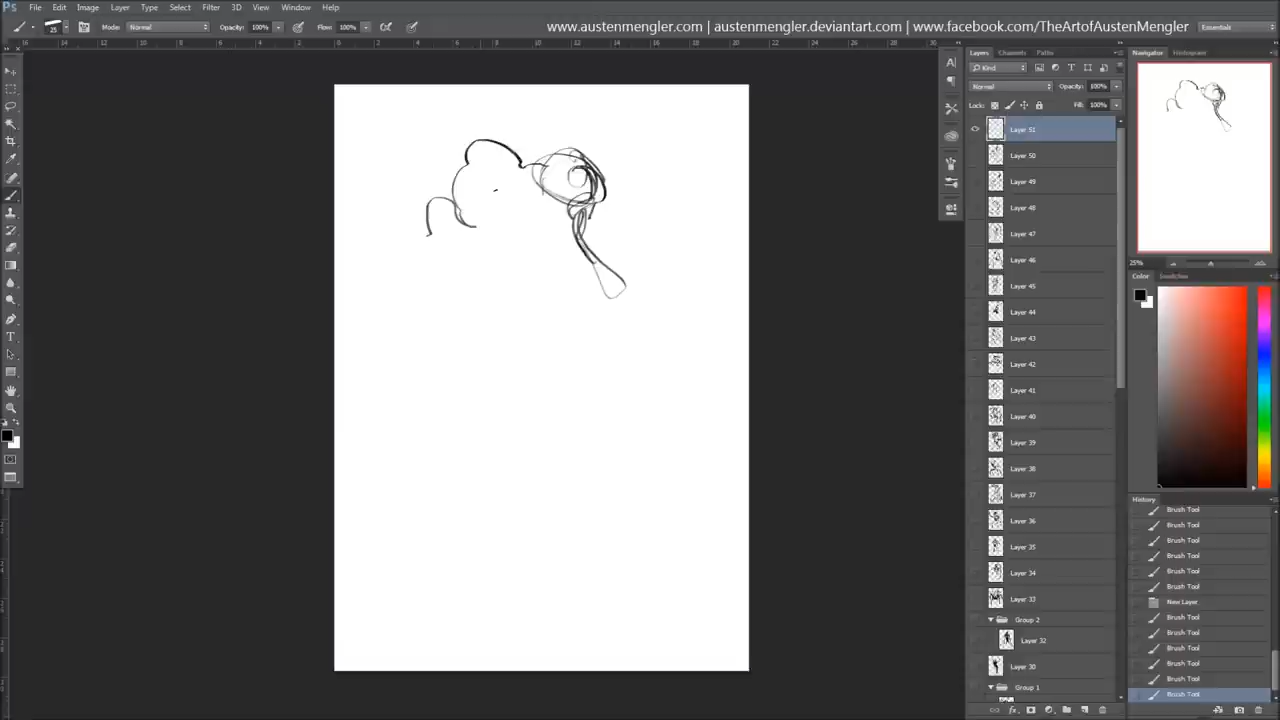 Ps File Edit Image Layer Type Select Filter 3D View Window Help
25 Mode: Normal Opacity: 100% Flow: 100% www.austenmengler.com | austenmengler.deviantart.com | www.facebook.com/TheArtofAustenMengler Essentials
Layers Channels Paths
Navigator Histogram
Kind
Normal Opacity: 100%
Lock: Fill: 100%
Layer 51
Layer 50
Layer 49
Layer 48
Layer 47
Layer 46
Layer 45
Layer 44
Layer 43
Layer 42
Layer 41
Layer 40
Layer 39
Layer 38
Layer 37
Layer 36
Layer 35
Layer 34
Layer 33
Group 2
Layer 32
Layer 30
Group 1
25%
Color Swatches
History
Brush Tool
Brush Tool
Brush Tool
Brush Tool
Brush Tool
Brush Tool
New Layer
Brush Tool
Brush Tool
Brush Tool
Brush Tool
Brush Tool
Brush Tool